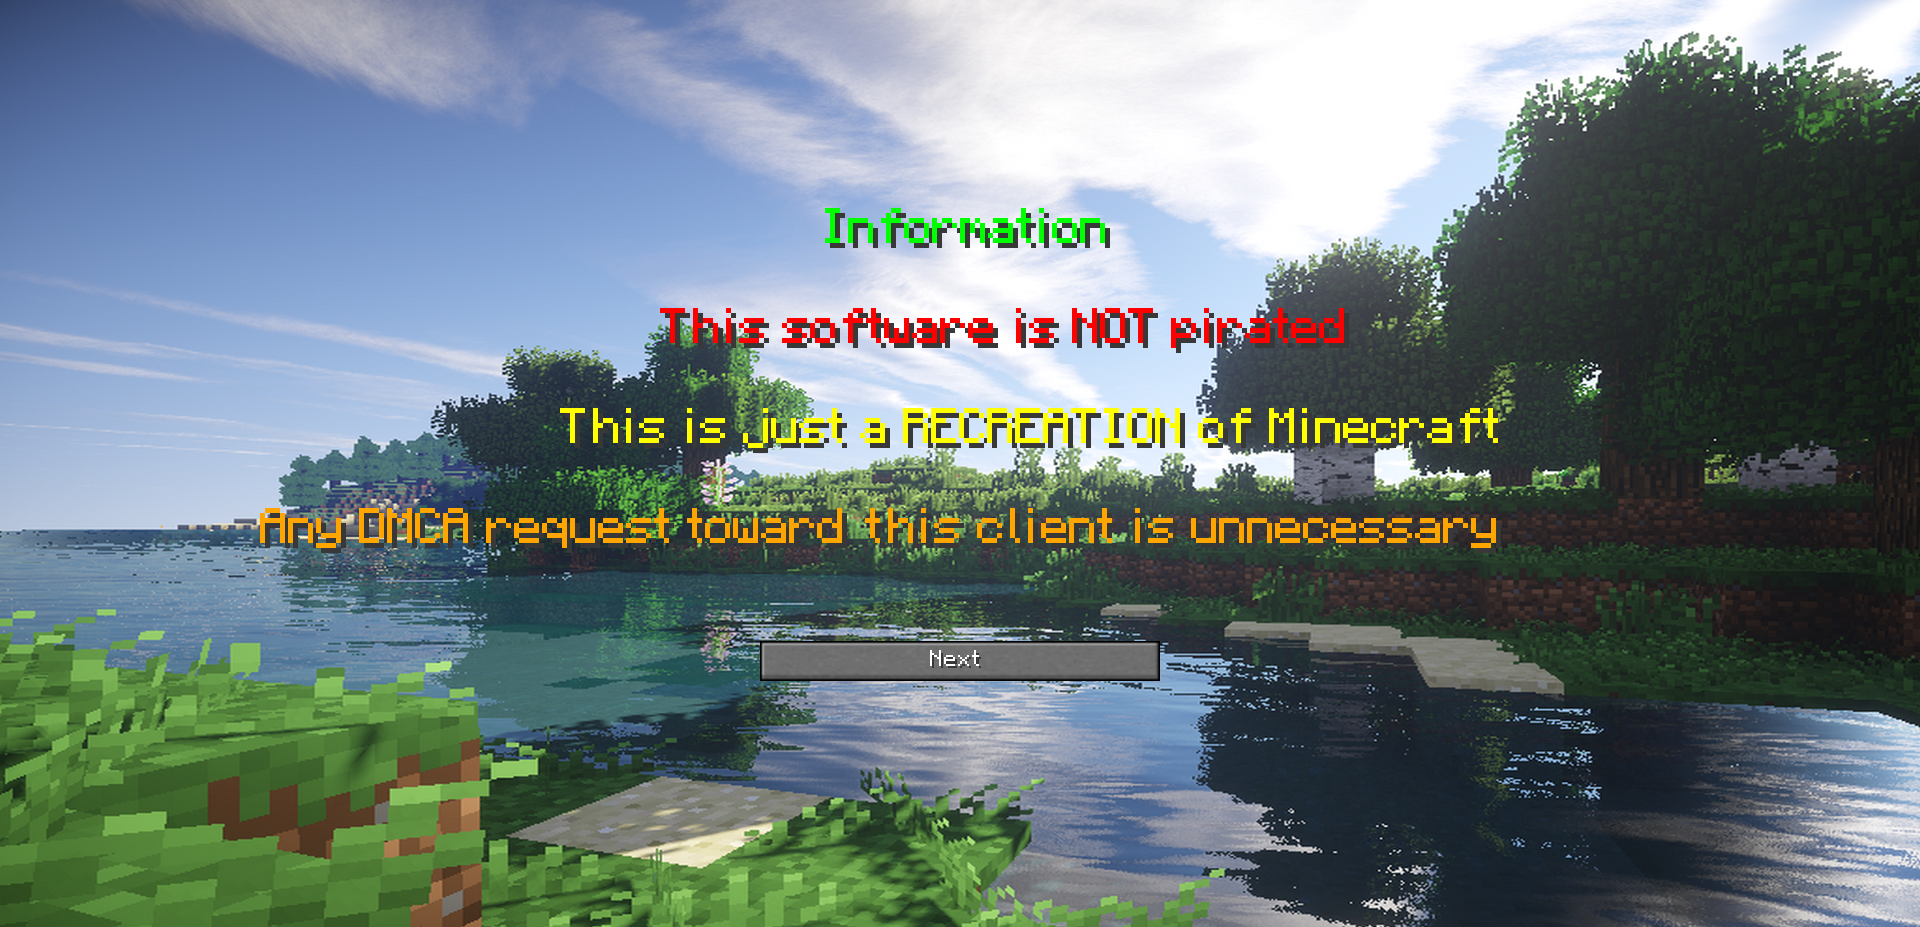 Information
This software is NOT pirated
This is just a RECREATION of Minecraft
Any DMCA request toward this client is unnecessary
Next